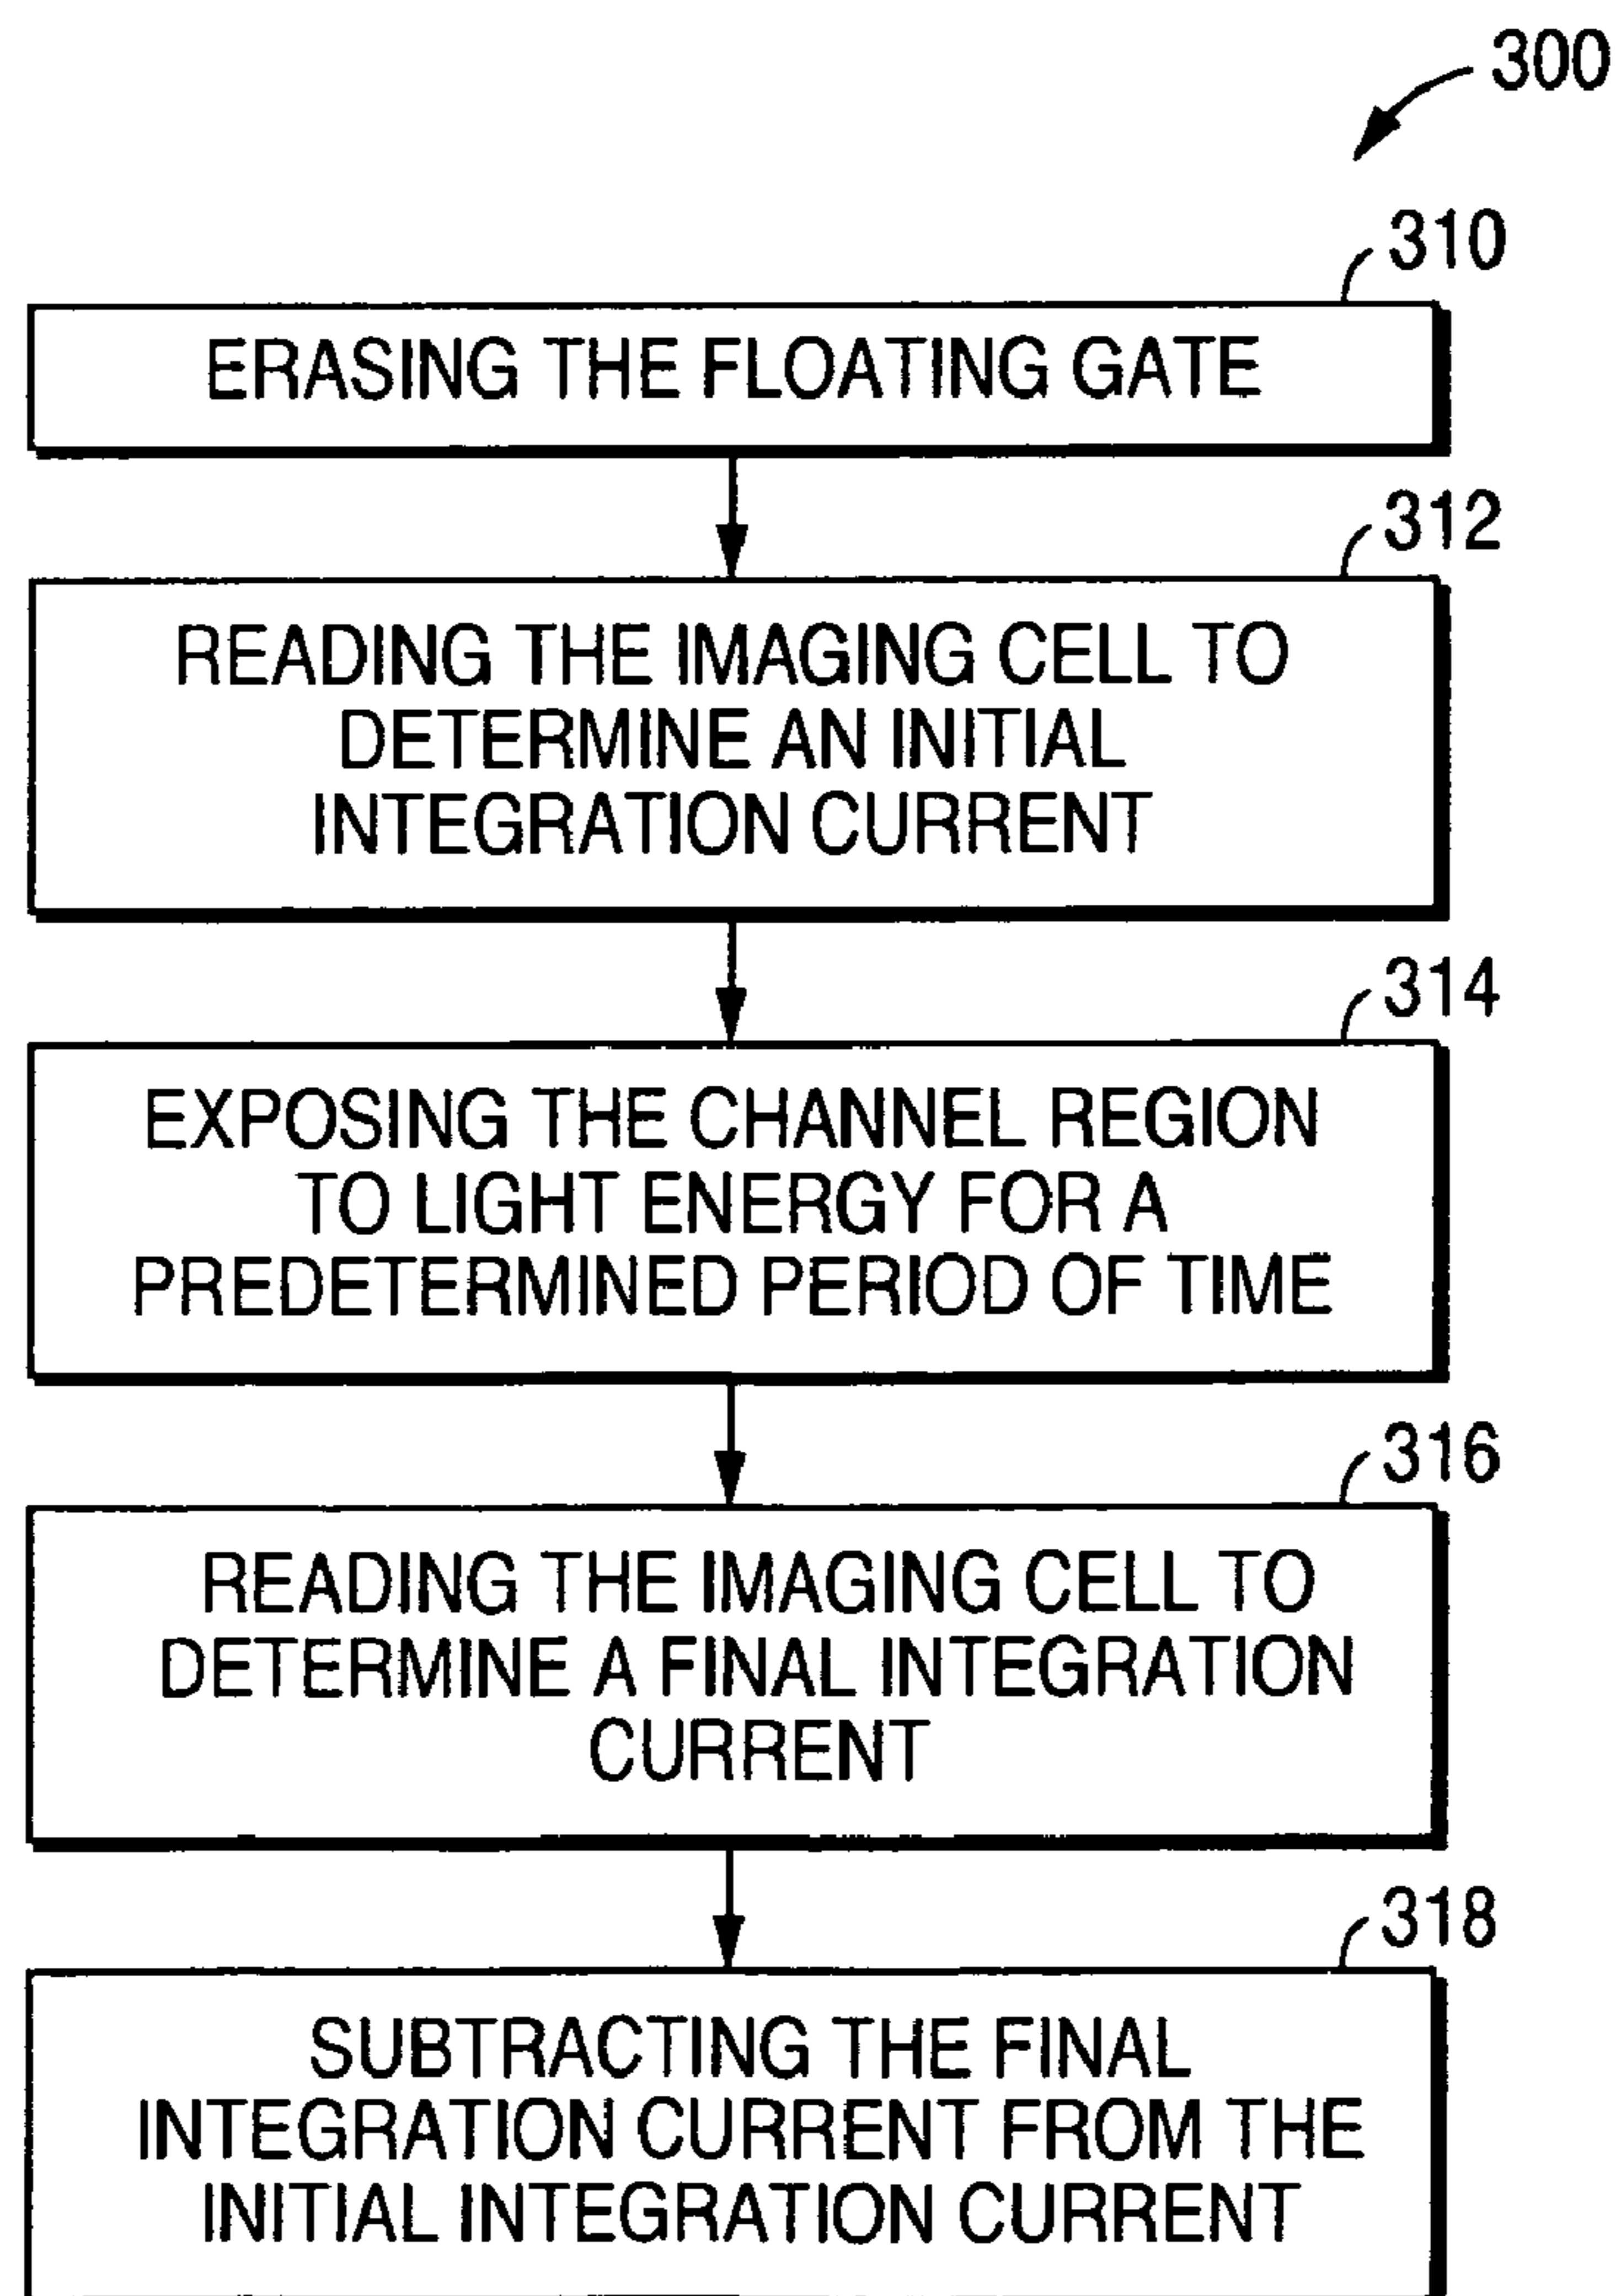 300
310
ERASING THE FLOATING GATE
312
READING THE IMAGING CELL TO
DETERMINE AN INITIAL
INTEGRATION CURRENT
314
EXPOSING THE CHANNEL REGION
TO LIGHT ENERGY FOR A
PREDETERMINED PERIOD OF TIME
316
READING THE IMAGING CELL TO
DETERMINE A FINAL INTEGRATION
CURRENT
318
SUBTRACTING THE FINAL
INTEGRATION CURRENT FROM THE
INITIAL INTEGRATION CURRENT